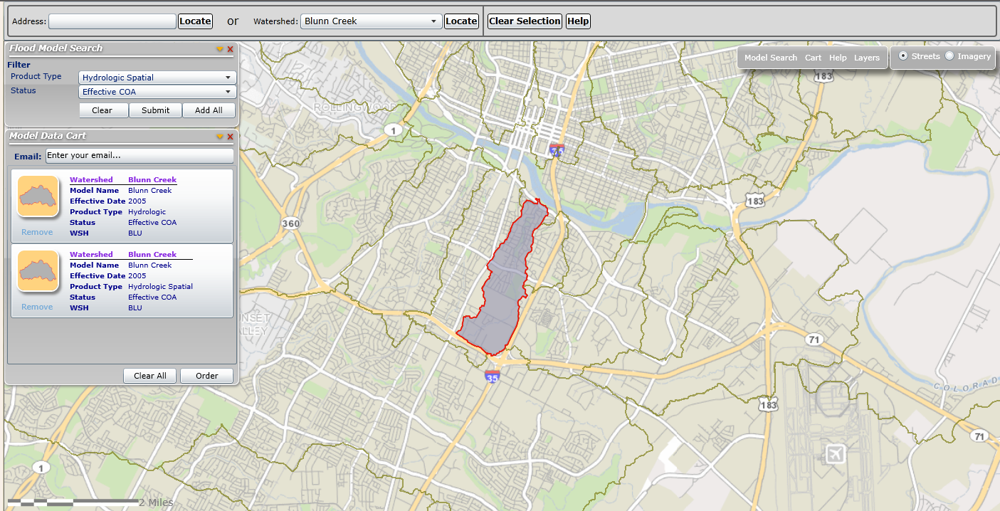 Address: Locate or Watershed: Blunn Creek Locate Clear Selection Help
Flood Model Search
Filter
Product Type Hydrologic Spatial
Status Effective COA
Clear Submit Add All
Model Data Cart
Email: Enter your email...
Watershed Blunn Creek
Model Name Blunn Creek
Effective Date 2005
Product Type Hydrologic
Status Effective COA
Remove WSH BLU
Watershed Blunn Creek
Model Name Blunn Creek
Effective Date 2005
Product Type Hydrologic Spatial
Status Effective COA
Remove WSH BLU
Clear All Order
Model Search Cart Help Layers Streets Imagery
183
ROLLINGWOOD
1
35
183
360
NSET
LLEY
71
35
COLORAD
183
71
1
2 Miles